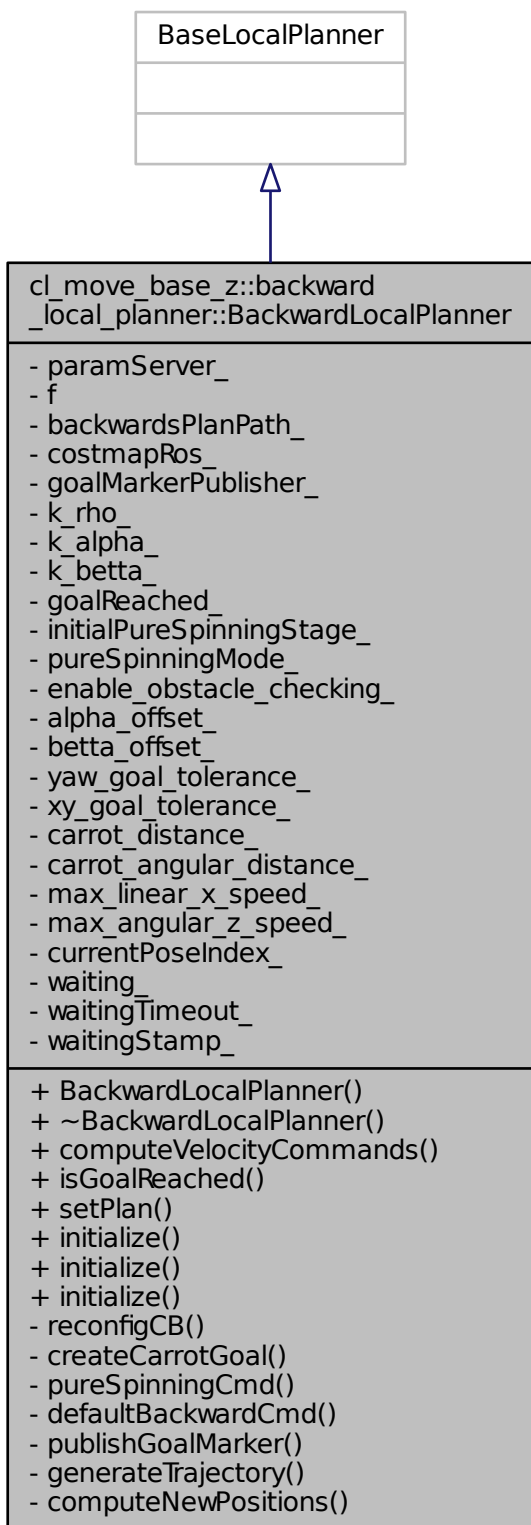 BaseLocalPlanner
cl_move_base_z::backward
_local_planner::BackwardLocalPlanner
- paramServer_
- f
- backwardsPlanPath_
- costmapRos_
- goalMarkerPublisher_
- k_rho_
- k_alpha_
- k_betta_
- goalReached_
- initialPureSpinningStage_
- pureSpinningMode_
- enable_obstacle_checking_
- alpha_offset_
- betta_offset_
- yaw_goal_tolerance_
- xy_goal_tolerance_
- carrot_distance_
- carrot_angular_distance_
- max_linear_x_speed_
- max_angular_z_speed_
- currentPoseIndex_
- waiting_
- waitingTimeout_
- waitingStamp_
+ BackwardLocalPlanner()
+ ~BackwardLocalPlanner()
+ computeVelocityCommands()
+ isGoalReached()
+ setPlan()
+ initialize()
+ initialize()
+ initialize()
- reconfigCB()
- createCarrotGoal()
- pureSpinningCmd()
- defaultBackwardCmd()
- publishGoalMarker()
- generateTrajectory()
- computeNewPositions()